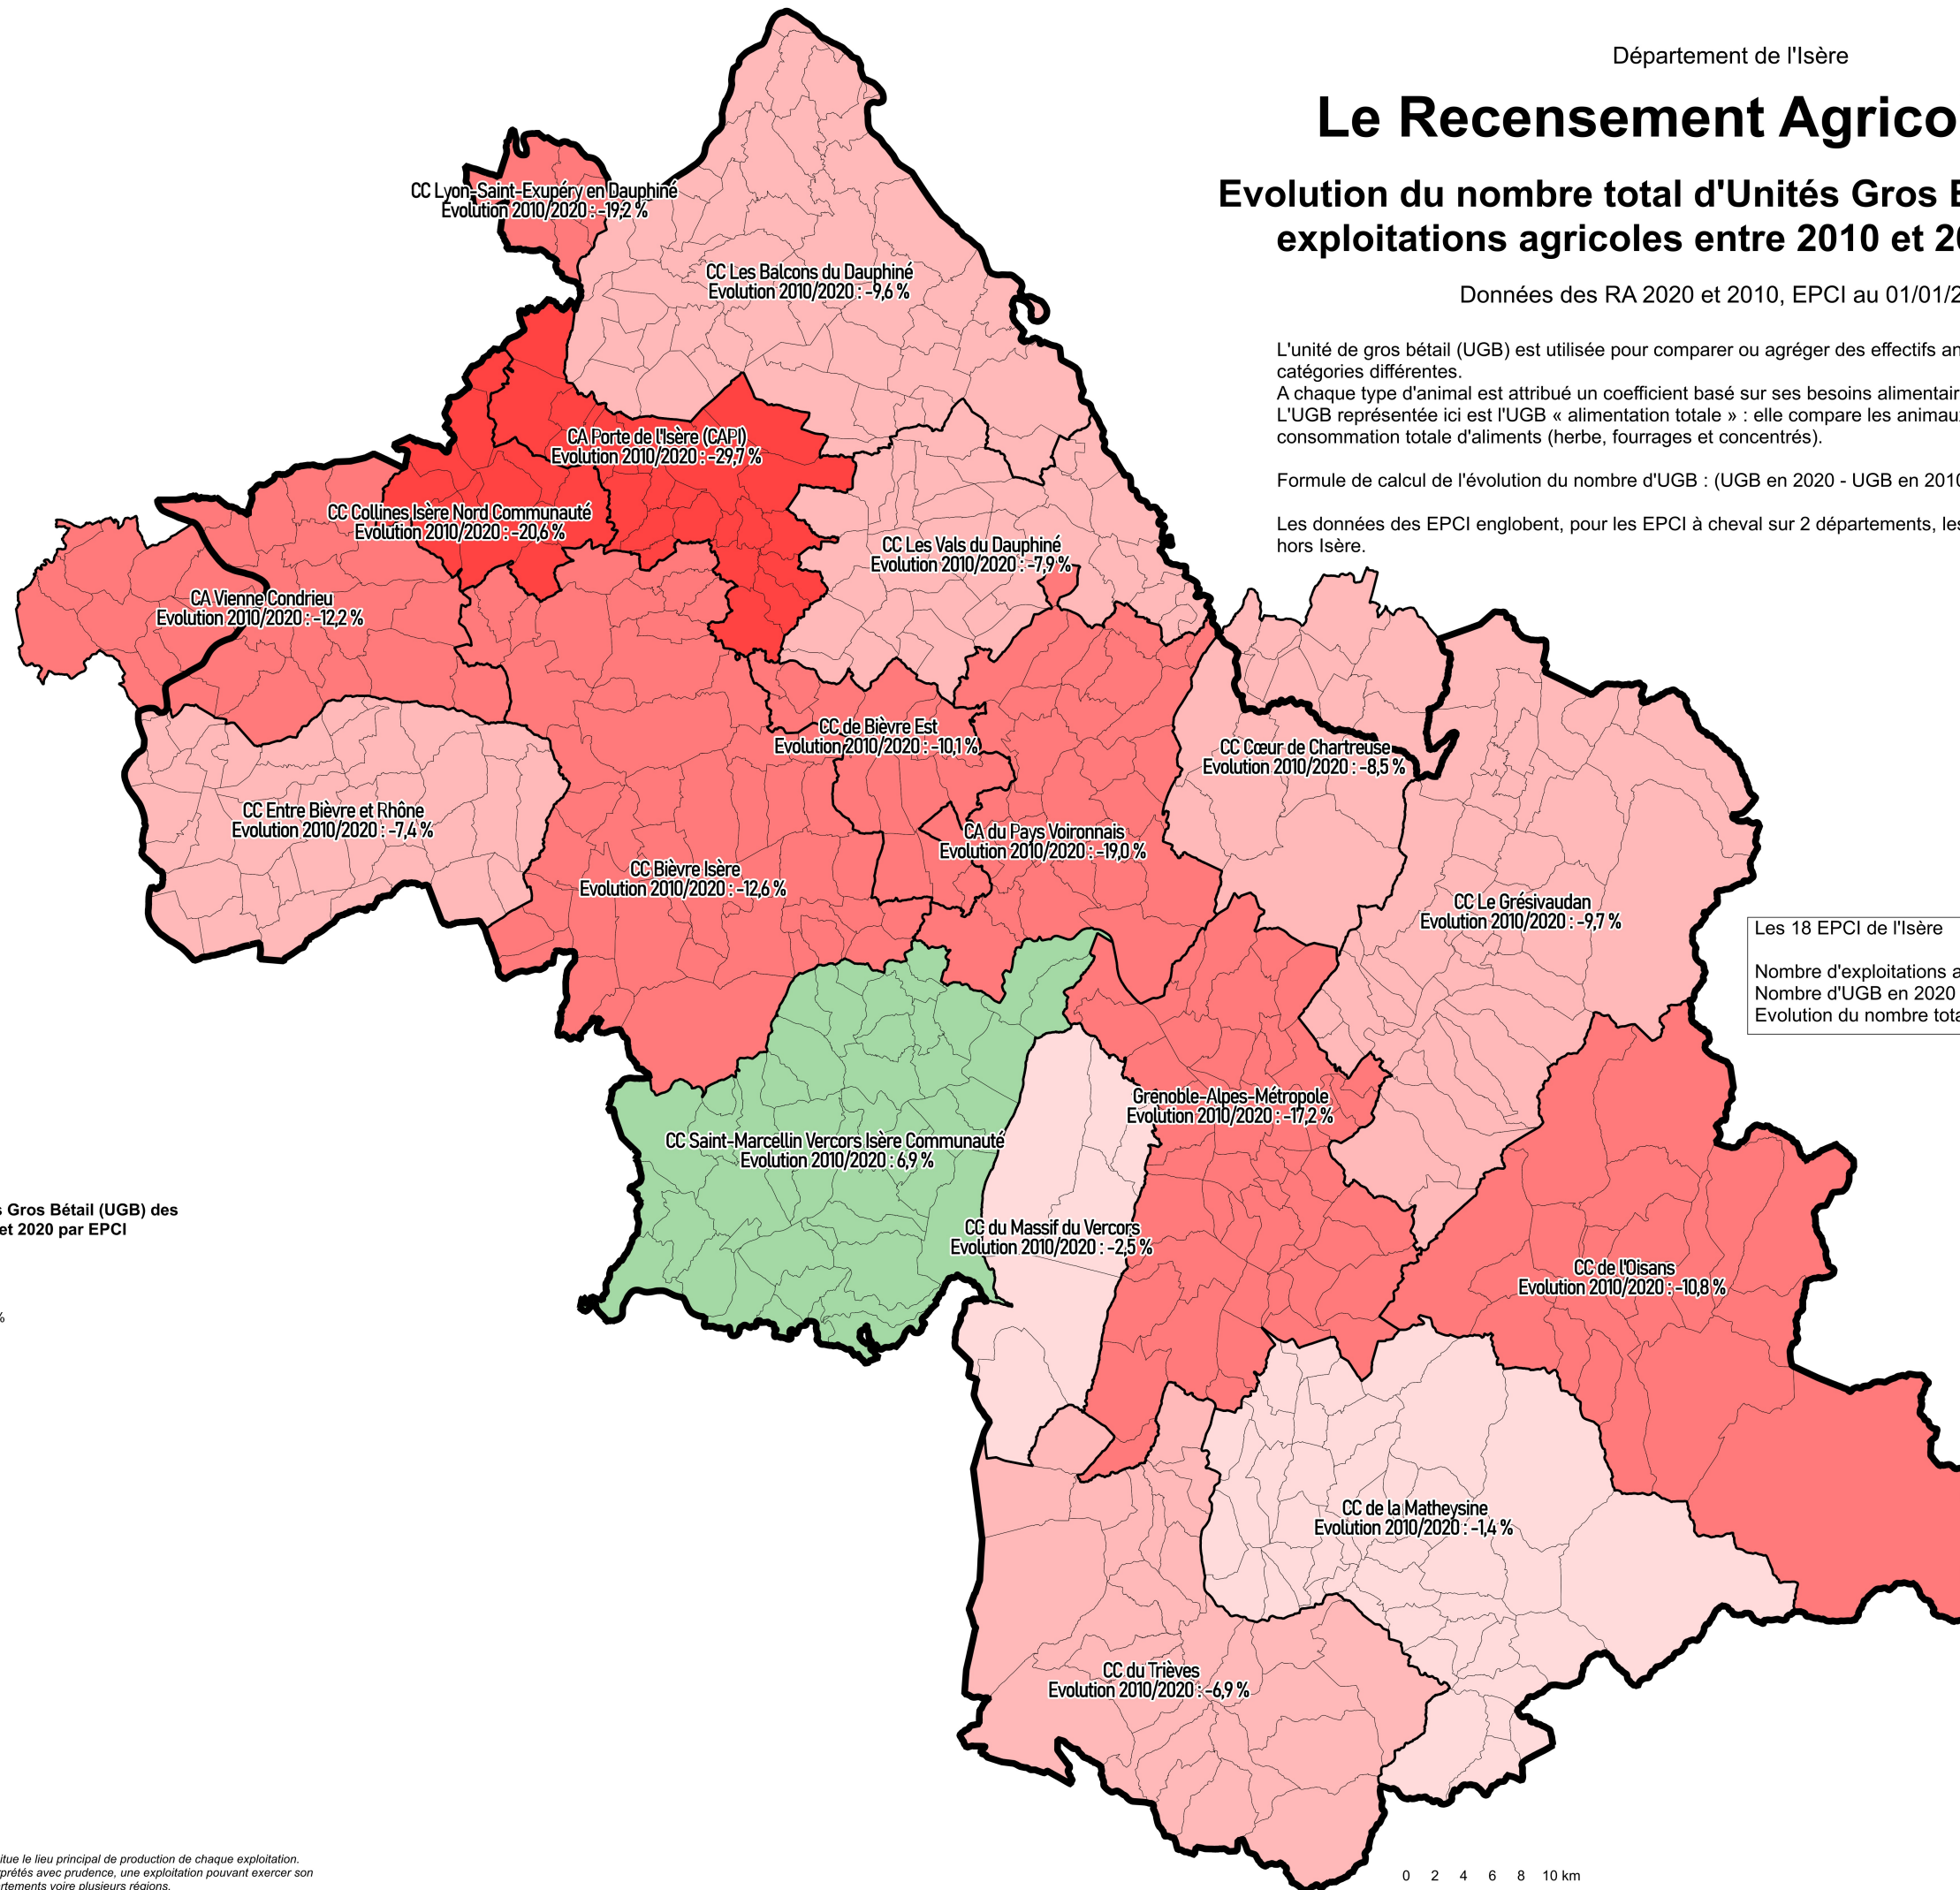 Département de l'Isère
Le Recensement Agrico
Evolution du nombre total d'Unités Gros
exploitations agricoles entre 2010 et
Données des RA 2020 et 2010, EPCI au 01/01/2
L'unité de gros bétail (UGB) est utilisée pour comparer ou agréger des effectifs an
catégories différentes.
A chaque type d'animal est attribué un coefficient basé sur ses besoins alimentair
L'UGB représentée ici est l'UGB « alimentation totale » : elle compare les animau
consommation totale d'aliments (herbe, fourrages et concentrés).
Formule de calcul de l'évolution du nombre d'UGB : (UGB en 2020 - UGB en 2010
Les données des EPCI englobent, pour les EPCI à cheval sur 2 départements, les
hors Isère.
CC Lyon-Saint-Exupéry en Dauphiné
Evolution 2010/2020 : -19,2 %
CC Les Balcons du Dauphiné
Evolution 2010/2020 : -9,6 %
CA Porte de l'Isère (CAPI)
Evolution 2010/2020 : -29,7 %
CC Collines Isère Nord Communauté
Evolution 2010/2020 : -20,6 %
CC Les Vals du Dauphiné
Evolution 2010/2020 : -7,9 %
CA Vienne Condrieu
Evolution 2010/2020 : -12,2 %
CC de Bièvre Est
Evolution 2010/2020 : -10,1 %
CC Cœur de Chartreuse
Evolution 2010/2020 : -8,5 %
CC Entre Bièvre et Rhône
Evolution 2010/2020 : -7,4 %
CA du Pays Voironnais
Evolution 2010/2020 : -19,0 %
CC Bièvre Isère
Evolution 2010/2020 : -12,6 %
CC Le Grésivaudan
Evolution 2010/2020 : -9,7 %
Les 18 EPCI de l'Isère
Nombre d'exploitations a
Nombre d'UGB en 2020
Evolution du nombre tota
Grenoble-Alpes-Métropole
Evolution 2010/2020 : -17,2 %
CC Saint-Marcellin Vercors Isère Communauté
Evolution 2010/2020 : 6,9 %
s Gros Bétail (UGB) des
et 2020 par EPCI
CC du Massif du Vercors
Evolution 2010/2020 : -2,5 %
CC de l'Oisans
Evolution 2010/2020 : -10,8 %
%
CC de la Matheysine
Evolution 2010/2020 : -1,4 %
CC du Trièves
Evolution 2010/2020 : -6,9 %
itue le lieu principal de production de chaque exploitation.
rprétés avec prudence, une exploitation pouvant exercer son
artements voire plusieurs régions.
0 2 4 6 8 10 km